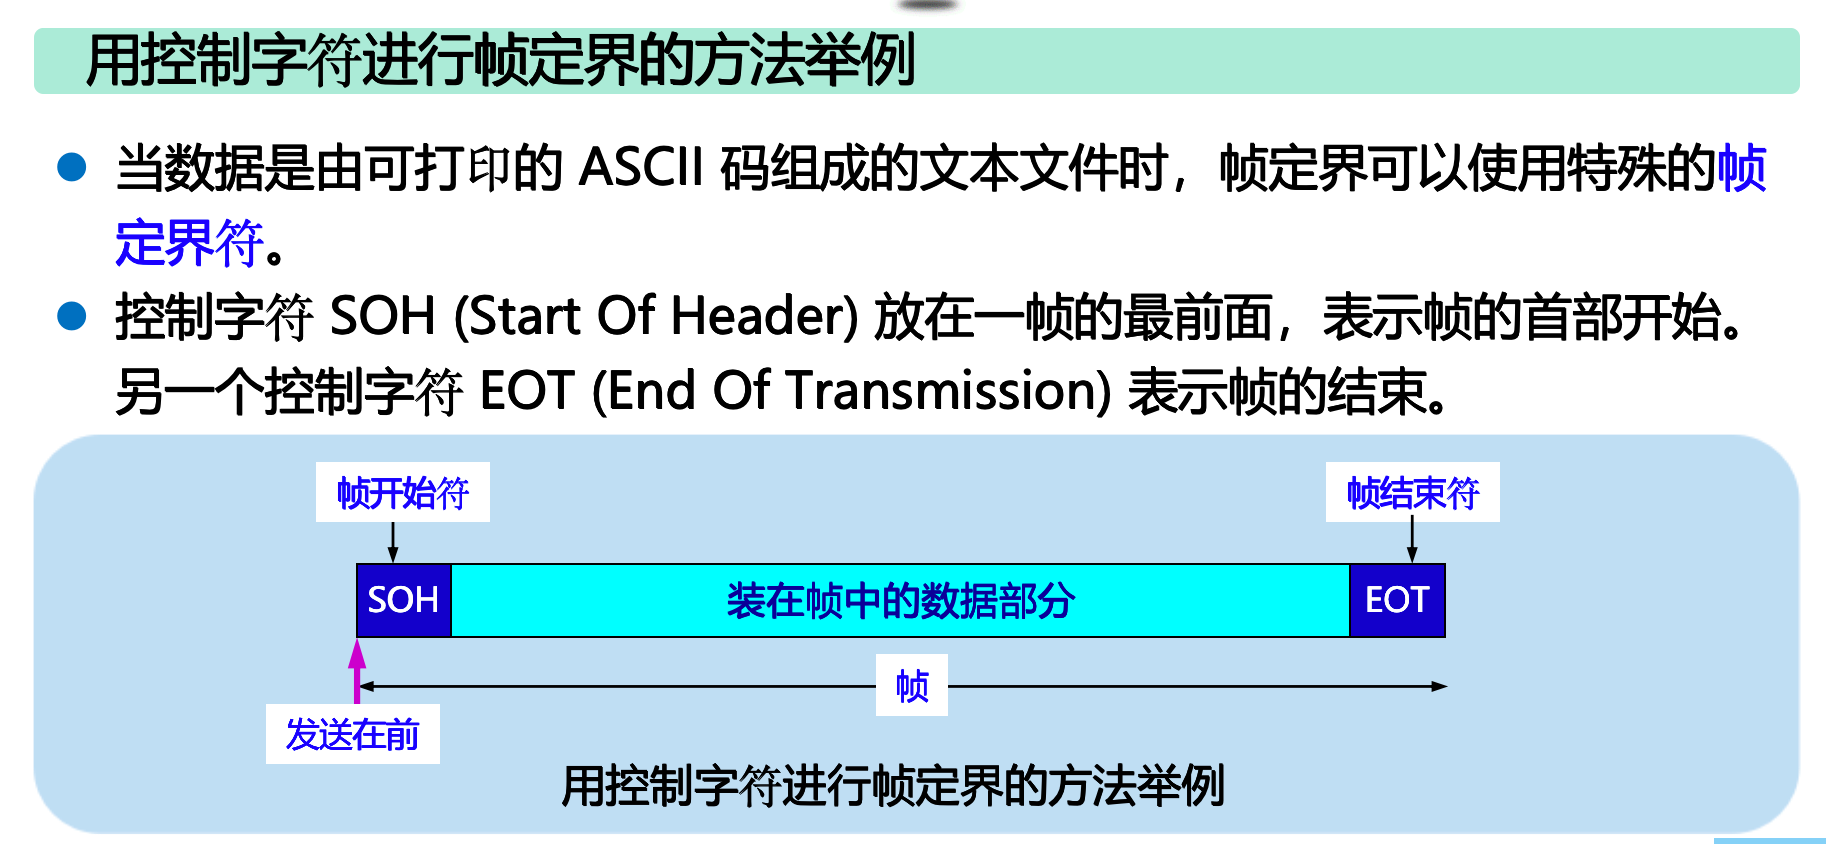 用控制字符进行帧定界的方法举例
当数据是由可打印的 ASCII 码组成的文本文件时，帧定界可以使用特殊的帧
定界符。
控制字符 SOH (Start Of Header) 放在一帧的最前面，表示帧的首部开始。
另一个控制字符 EOT (End Of Transmission) 表示帧的结束。
帧开始符
帧结束符
SOH
装在帧中的数据部分
EOT
帧
发送在前
用控制字符进行帧定界的方法举例